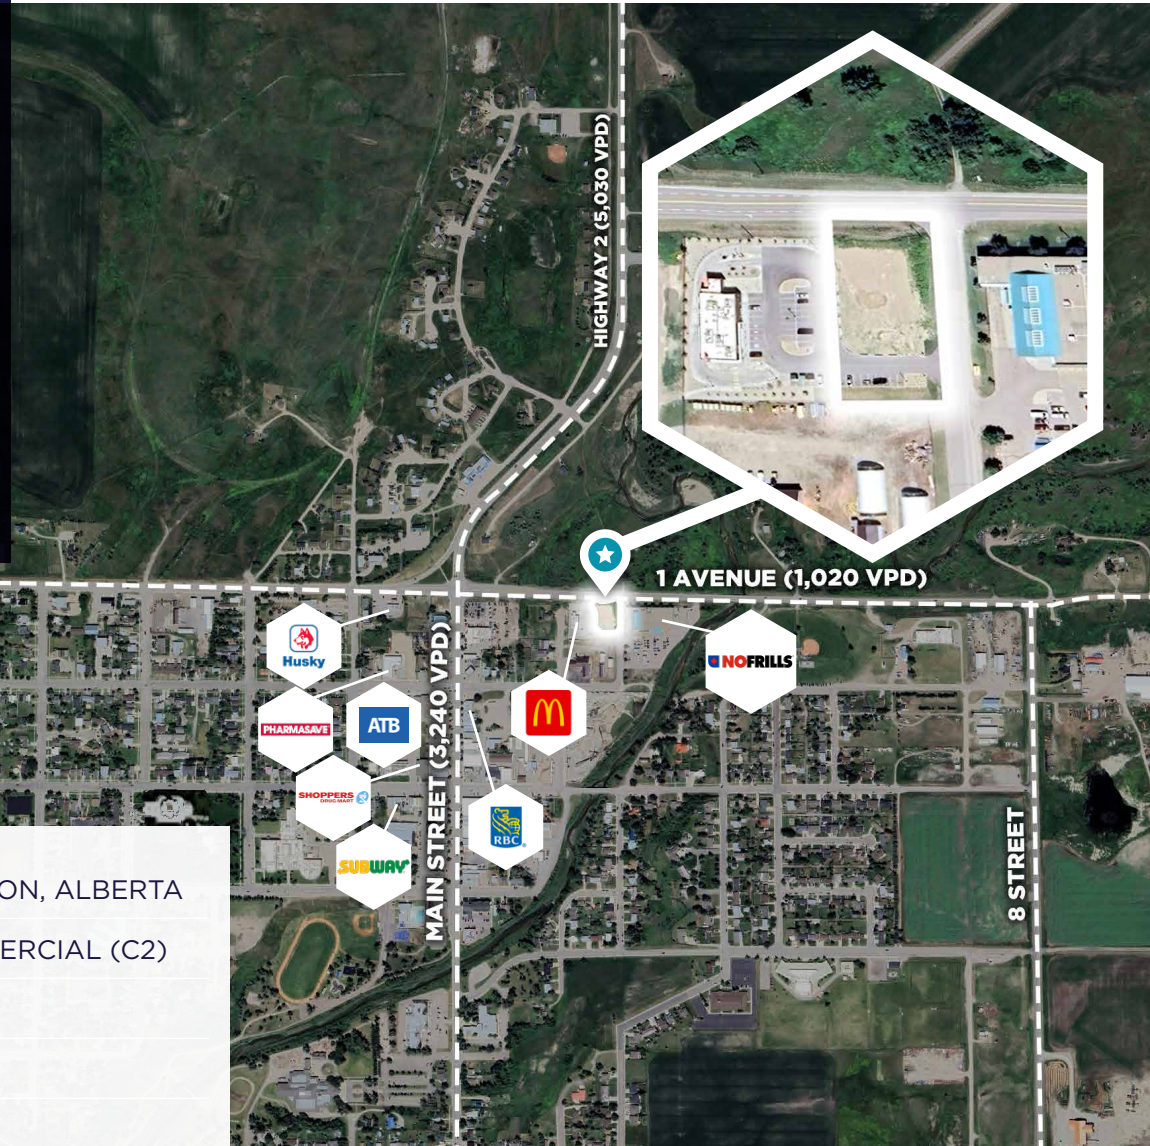 HIGHWAY 2 (5,030 VPD)
1 AVENUE (1,020 VPD)
Husky
NOFRILLS
PHARMASAVE
ATB
MAIN STREET (3,240 VPD)
SHOPPERS
DRUG MART
RBC
SUBWAY
8 STREET
ON, ALBERTA
ERCIAL (C2)